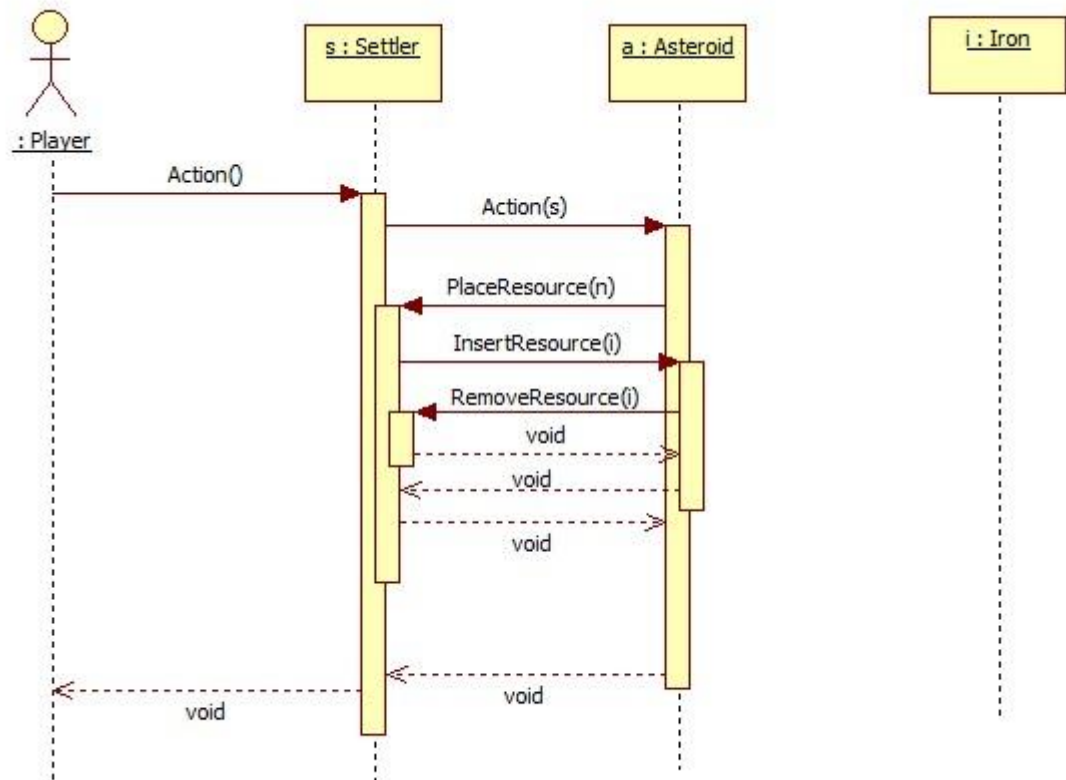 s : Settler
a : Asteroid
i : Iron
: Player
Action()
Action(s)
PlaceResource(n)
InsertResource(i)
RemoveResource(i)
void
void
void
void
void